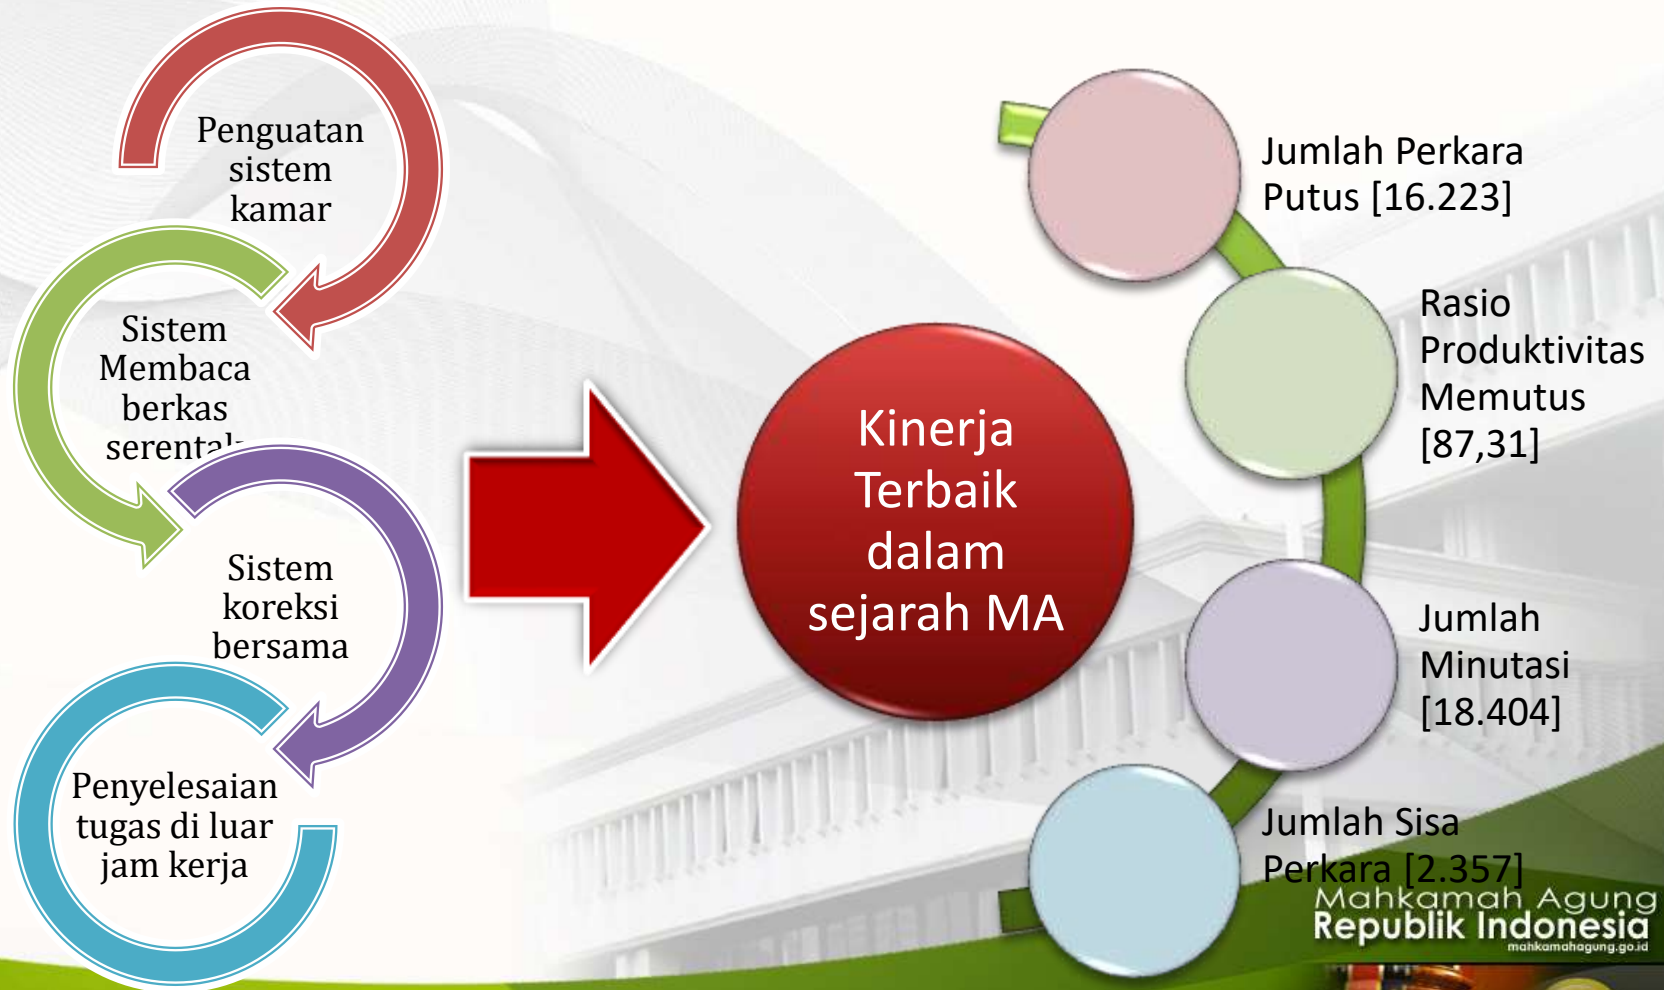 Penguatan
sistem
kamar
Sistem
Membaca
berkas
Sistem
koreksi
bersama
Penyelesaian
tugas di luar
jam kerja
Kinerja
Terbaik
dalam
sejarah MA
Jumlah Perkara
Putus [16.223]
Rasio
Produktivitas
Memutus
[87,31]
Jumlah
Minutasi
[18.404]
Jumlah Sisa
Perkara [2.357]
Mahkamah Agung
Republik Indonesia
mahkamahagung.go.id